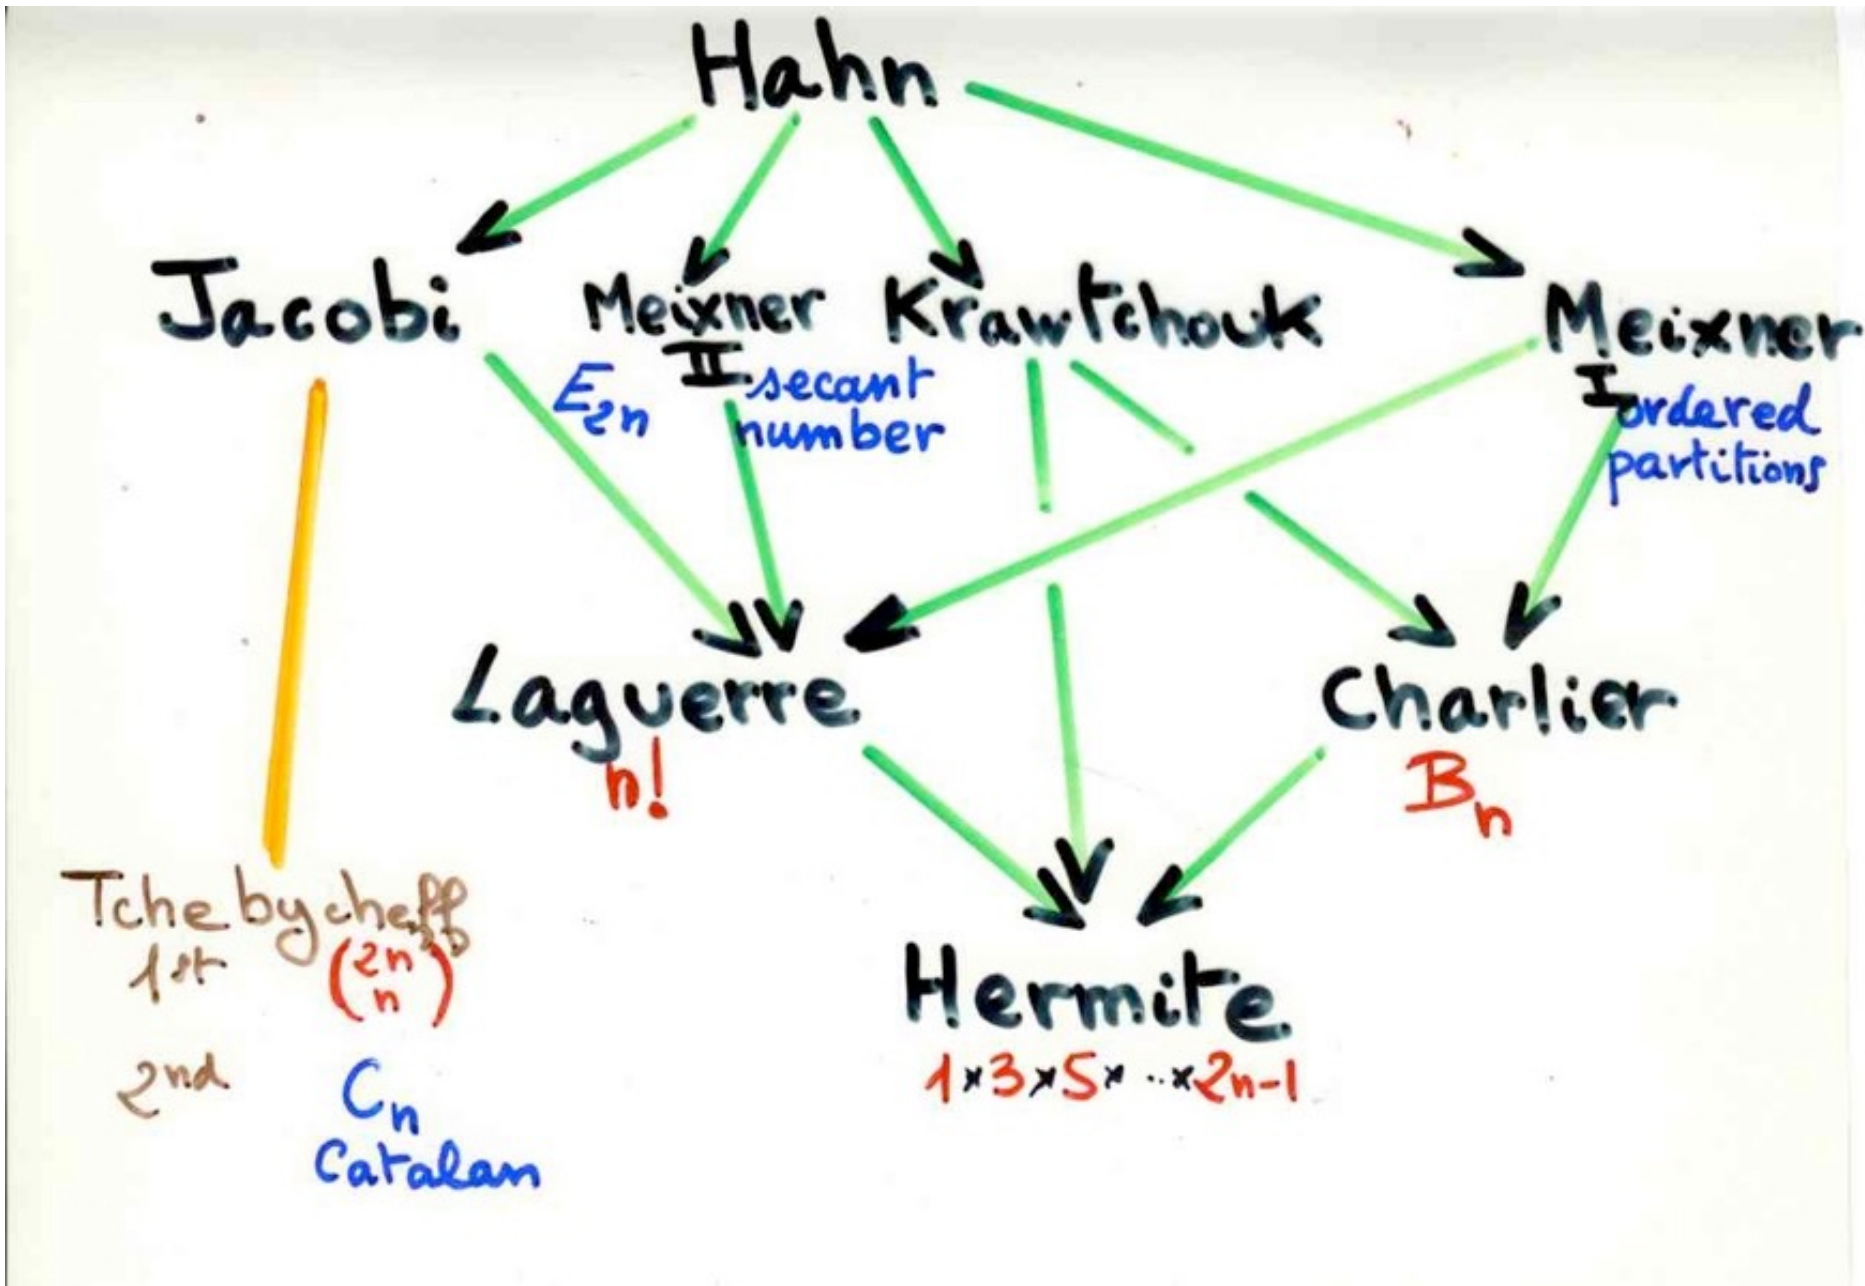 Hahn
Jacobi
Meixner
II
Krawtchouk
Meixner
I
E2n
secant
number
ordered
partitions
Laguerre
n!
Charlier
Bn
Tchebycheff
1st (2n
n)
2nd Cn
Catalan
Hermite
1×3×5×··×2n-1